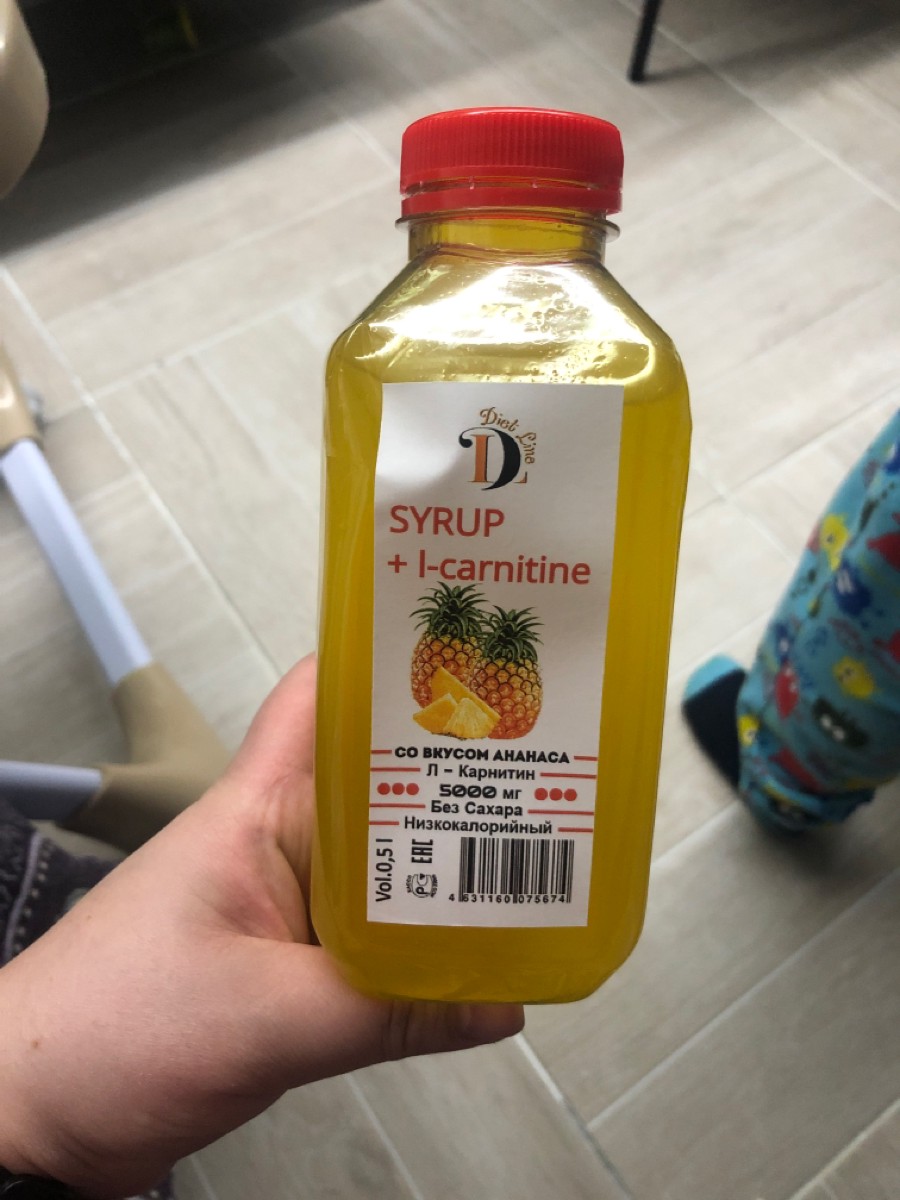 Diet Line
DL
SYRUP
+ l-carnitine
СО ВКУСОМ АНАНАСА
Л - Карнитин
5000 мг
Без Сахара
Низкокалорийный
Vol.0,5 l
ЕАС
4 631160 075674